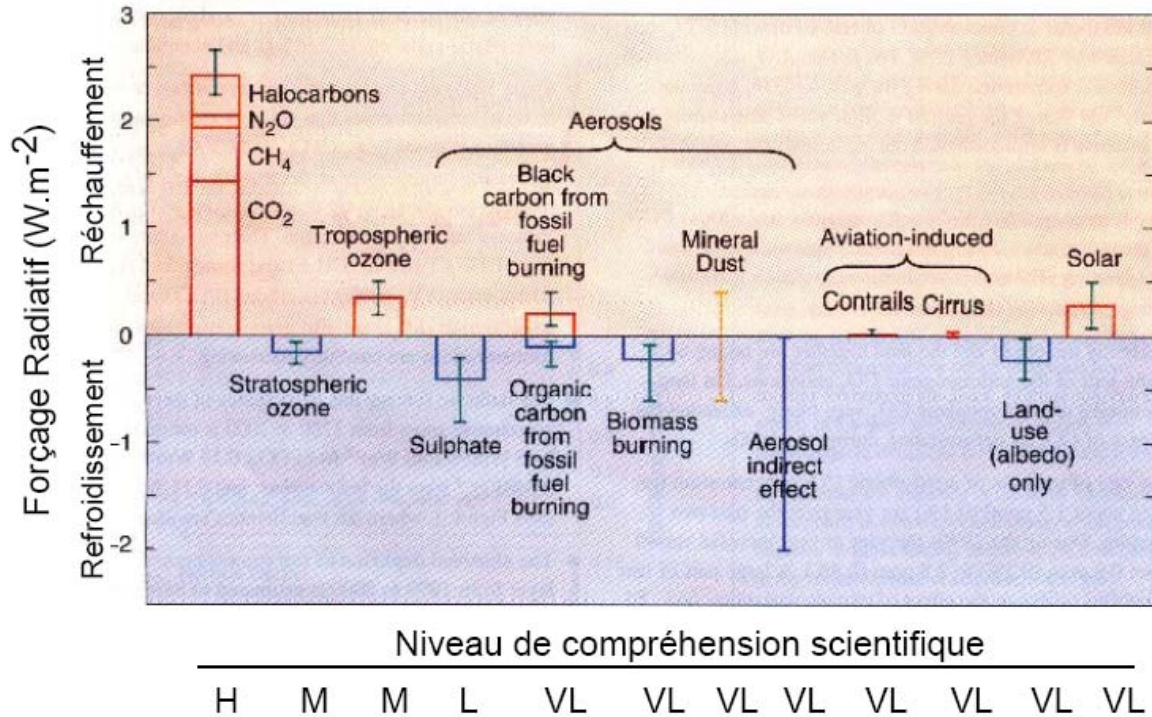 Forçage Radiatif (W.m-2)
Réchauffement
Refroidissement
3
2
1
0
-1
-2
Halocarbons
N2O
CH4
CO2
Stratospheric
ozone
Tropospheric
ozone
Aerosols
Sulphate
Black
carbon from
fossil
fuel
burning
Organic
carbon
from
fossil
fuel
burning
Biomass
burning
Mineral
Dust
Aerosol
indirect
effect
Aviation-induced
Contrails Cirrus
Land-
use
(albedo)
only
Solar
Niveau de compréhension scientifique
H M M L VL VL VL VL VL VL VL VL